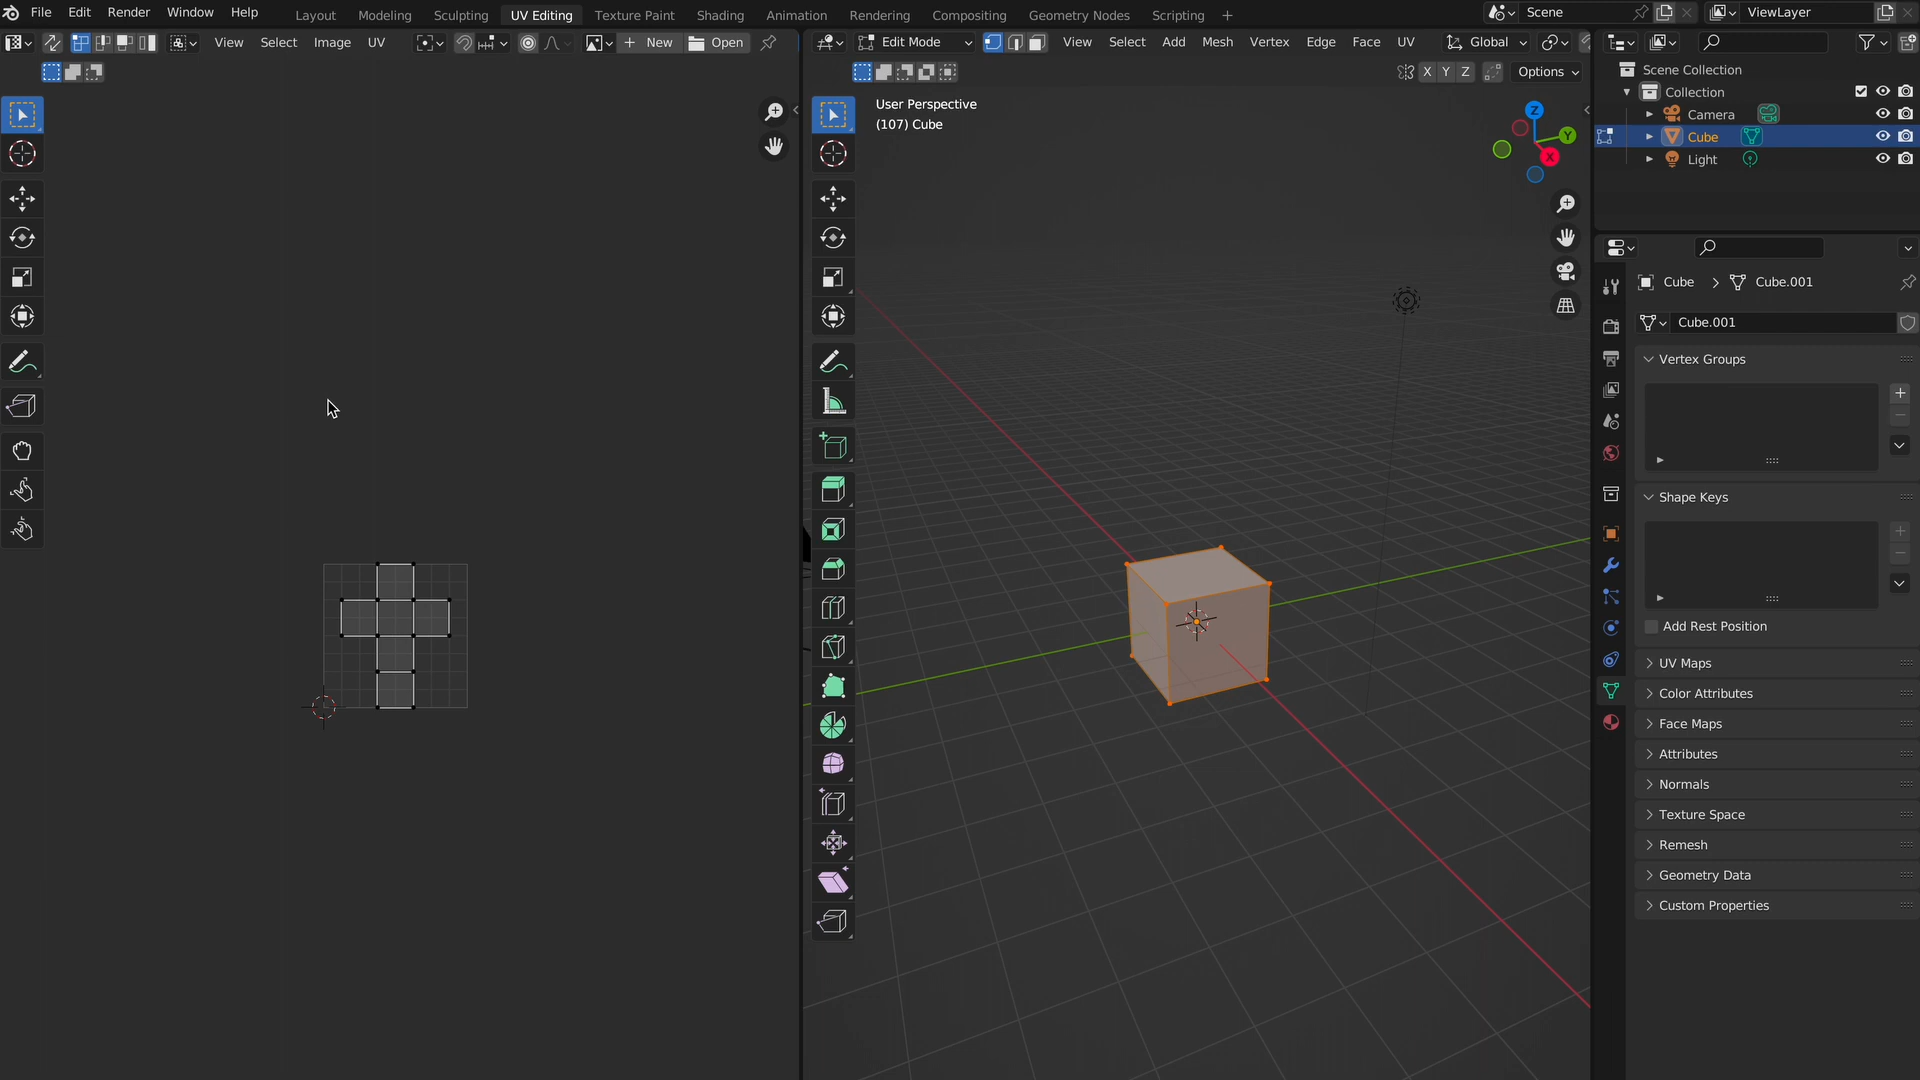 File Edit Render Window Help Layout Modeling Sculpting UV Editing Texture Paint Shading Animation Rendering Compositing Geometry Nodes Scripting + Scene ViewLayer
View Select Image UV New Open Edit Mode View Select Add Mesh Vertex Edge Face UV Global
X Y Z Options
Scene Collection
Collection
Camera
Cube
Light
User Perspective
(107) Cube
Z
Y
X
Cube > Cube.001
Cube.001
Vertex Groups
Shape Keys
Add Rest Position
UV Maps
Color Attributes
Face Maps
Attributes
Normals
Texture Space
Remesh
Geometry Data
Custom Properties